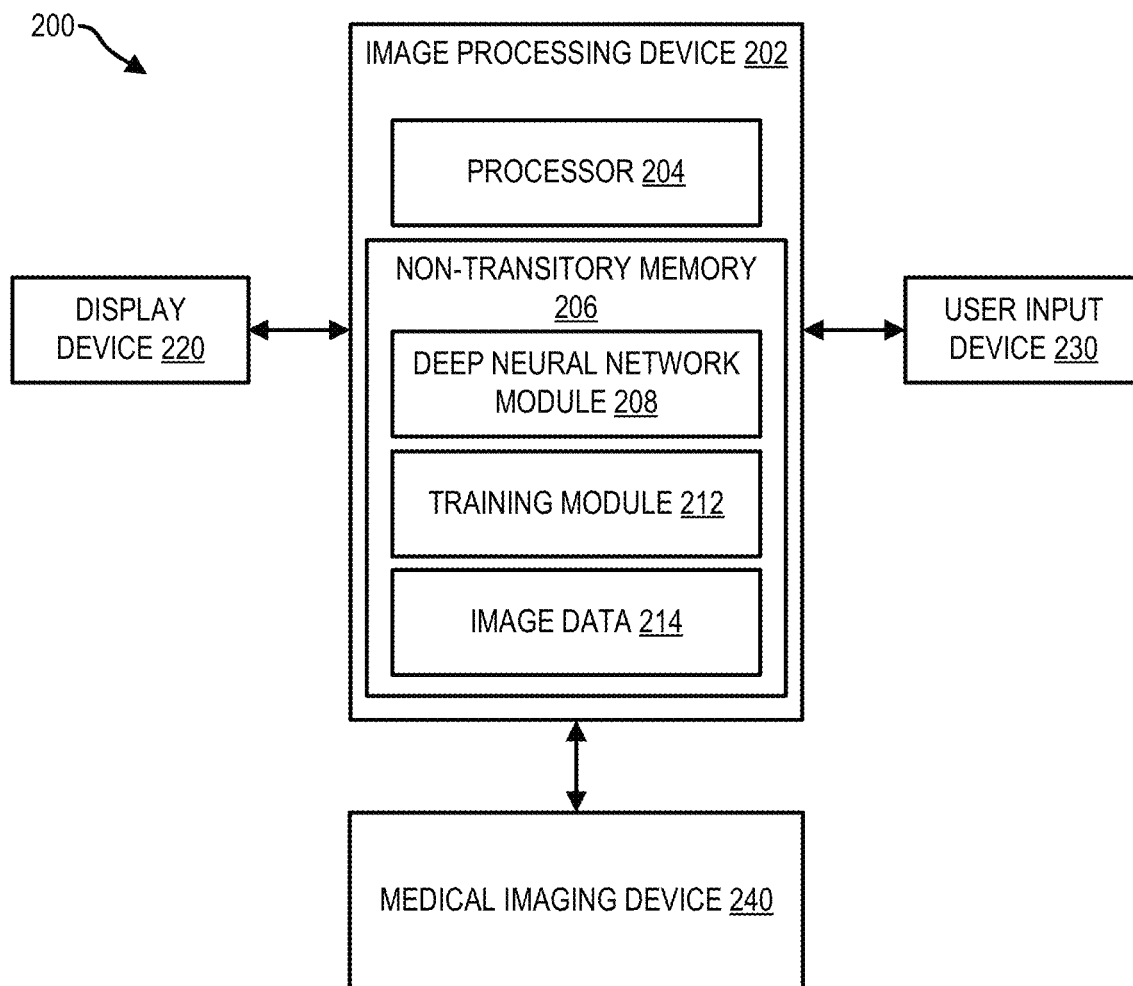 200
IMAGE PROCESSING DEVICE 202
PROCESSOR 204
NON-TRANSITORY MEMORY
206
DISPLAY
DEVICE 220
USER INPUT
DEVICE 230
DEEP NEURAL NETWORK
MODULE 208
TRAINING MODULE 212
IMAGE DATA 214
MEDICAL IMAGING DEVICE 240